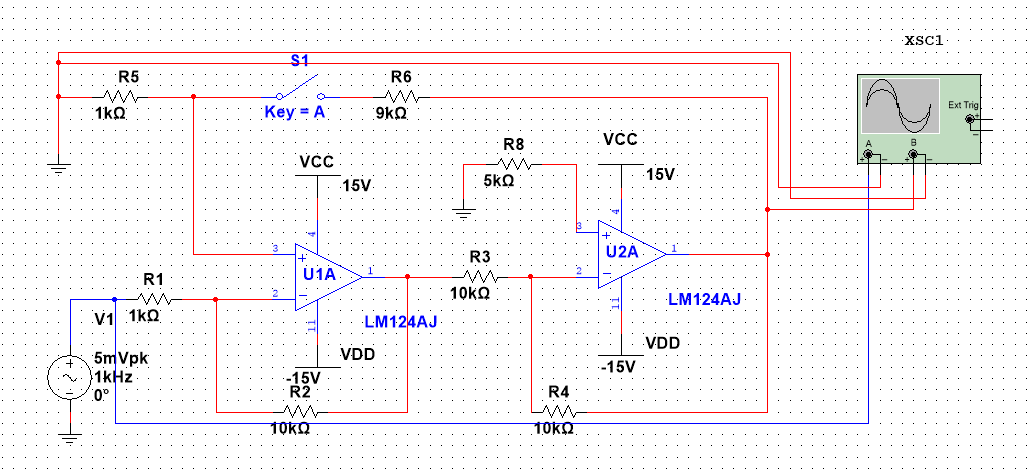 XSC1
S1
R5
R6
1kΩ
Key = A
9kΩ
Ext Trig
+
−
A
B
+
−
+
−
VCC
15V
R8
5kΩ
VCC
15V
4
4
3
+
U1A
1
2
−
11
3
+
U2A
1
2
−
11
R3
10kΩ
LM124AJ
LM124AJ
R1
1kΩ
V1
+
−
5mVpk
1kHz
0°
VDD
-15V
VDD
-15V
R2
10kΩ
R4
10kΩ